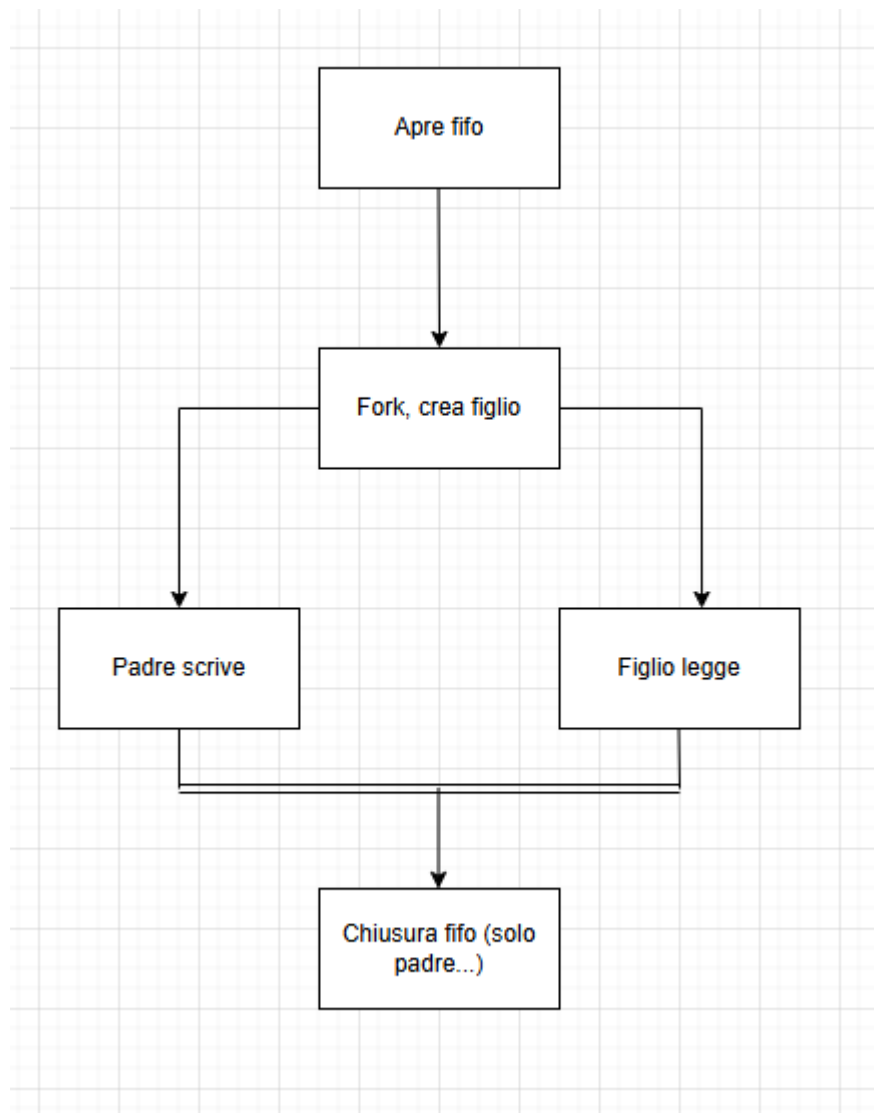 Apre fifo
Fork, crea figlio
Padre scrive
Figlio legge
Chiusura fifo (solo
padre...)